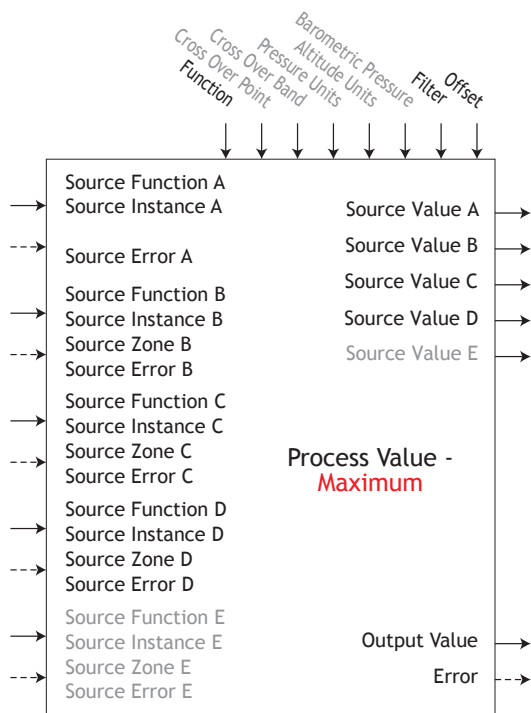 Function
Cross Over Point
Cross Over Band
Pressure Units
Altitude Units
Barometric Pressure
Filter
Offset
Source Function A
Source Instance A
Source Error A
Source Function B
Source Instance B
Source Zone B
Source Error B
Source Function C
Source Instance C
Source Zone C
Source Error C
Source Function D
Source Instance D
Source Zone D
Source Error D
Source Function E
Source Instance E
Source Zone E
Source Error E
Source Value A
Source Value B
Source Value C
Source Value D
Source Value E
Process Value -
Maximum
Output Value
Error